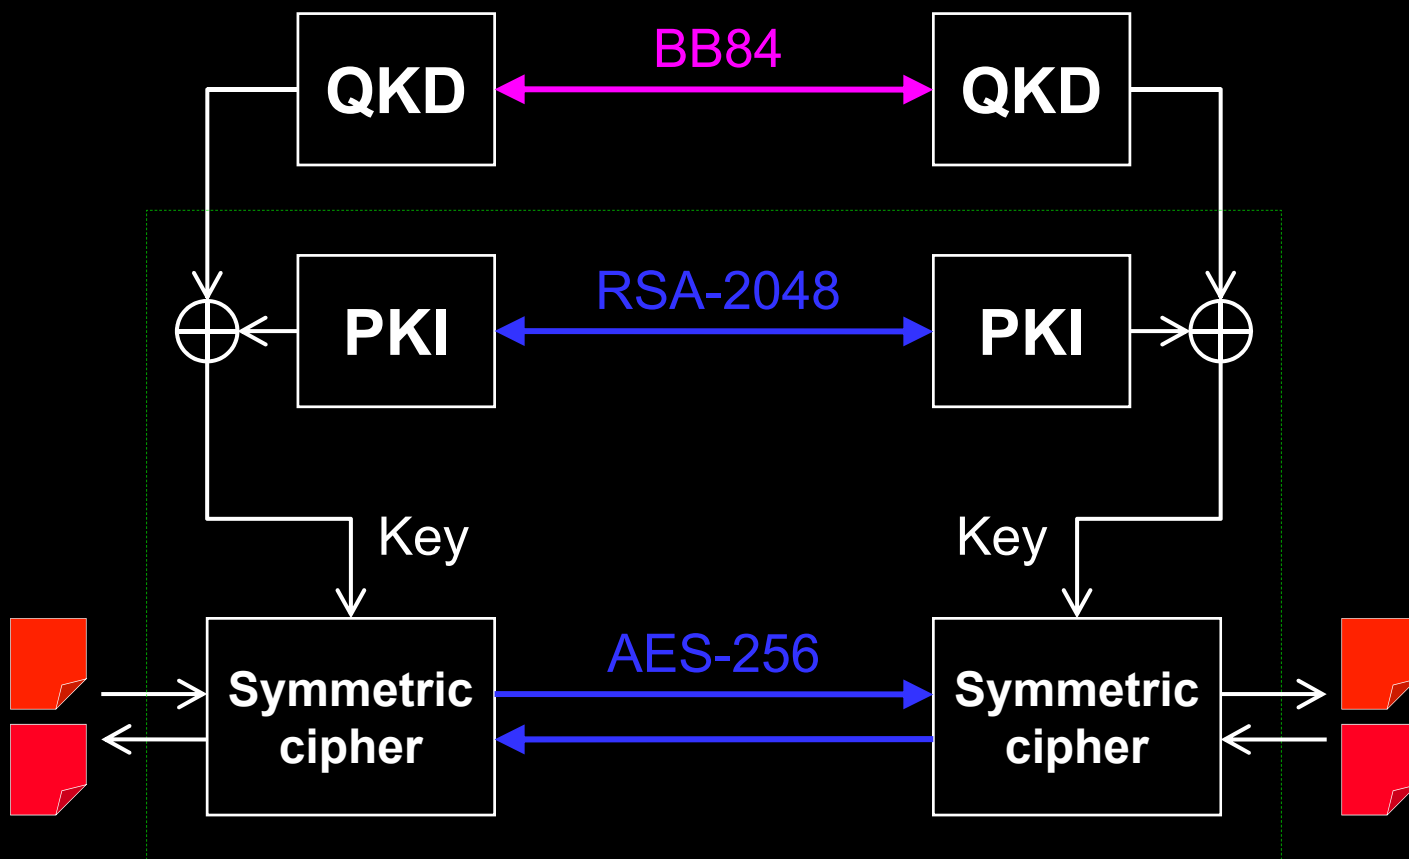 BB84
QKD
QKD
RSA-2048
PKI
PKI
Key
Key
AES-256
Symmetric
cipher
Symmetric
cipher